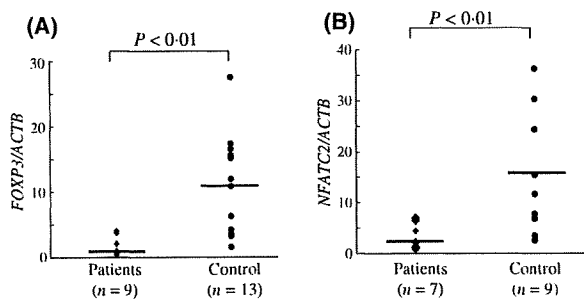 (A)
P < 0·01
FOXP3/ACTB
30
20
10
0
Patients
(n = 9)
Control
(n = 13)
(B)
P < 0·01
NFATC2/ACTB
40
30
20
10
0
Patients
(n = 7)
Control
(n = 9)